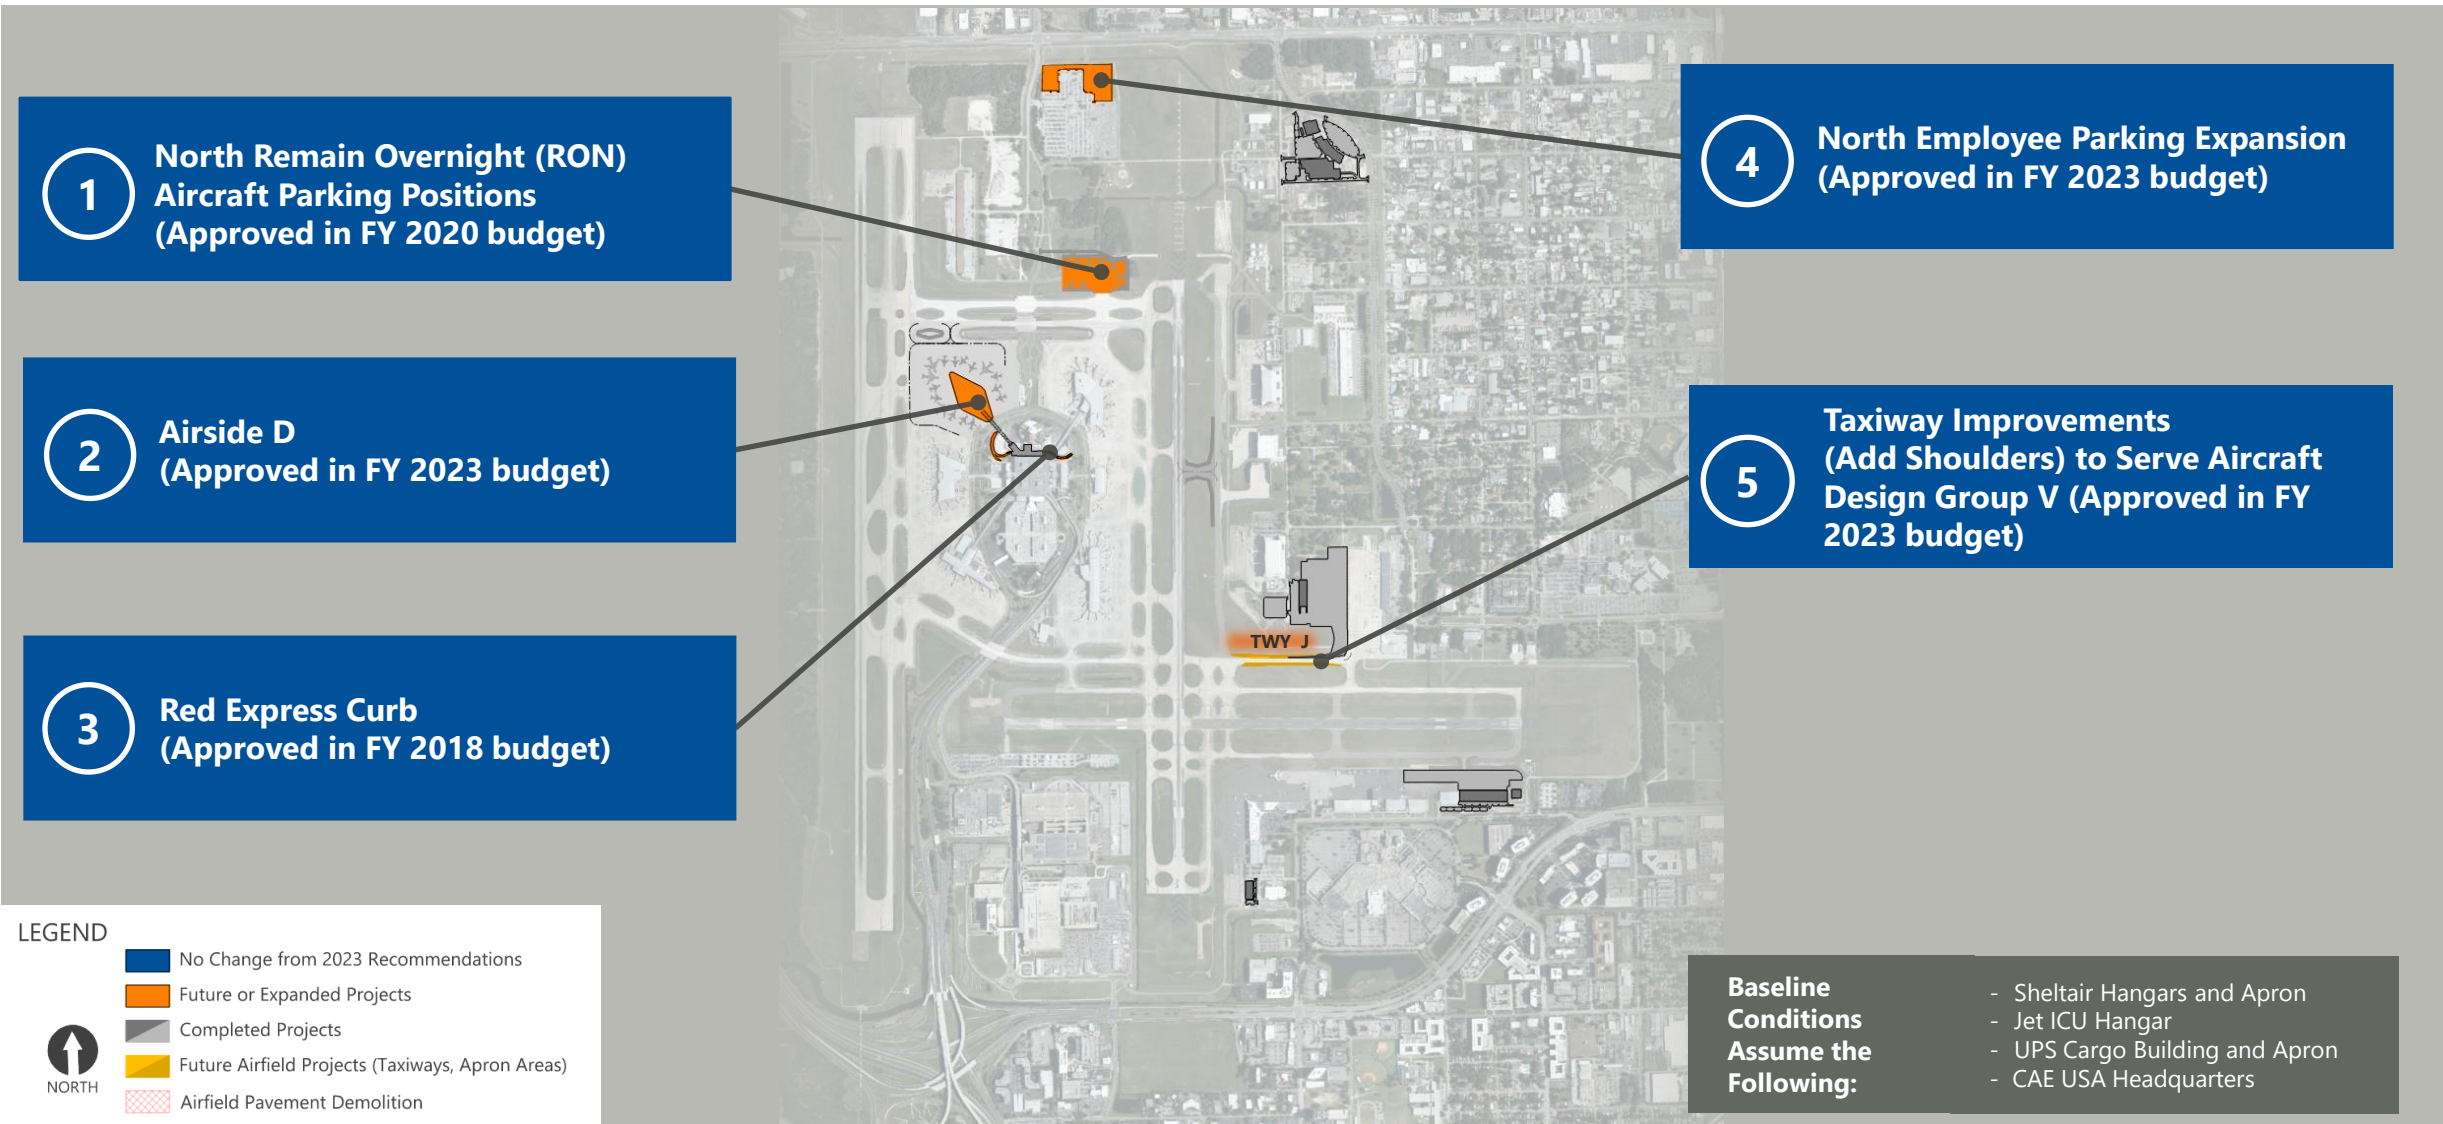 1
North Remain Overnight (RON)
Aircraft Parking Positions
(Approved in FY 2020 budget)
2
Airside D
(Approved in FY 2023 budget)
3
Red Express Curb
(Approved in FY 2018 budget)
4
North Employee Parking Expansion
(Approved in FY 2023 budget)
5
Taxiway Improvements
(Add Shoulders) to Serve Aircraft
Design Group V (Approved in FY
2023 budget)
TWY J
LEGEND
No Change from 2023 Recommendations
Future or Expanded Projects
Completed Projects
Future Airfield Projects (Taxiways, Apron Areas)
Airfield Pavement Demolition
NORTH
Baseline
Conditions
Assume the
Following:
- Sheltair Hangars and Apron
- Jet ICU Hangar
- UPS Cargo Building and Apron
- CAE USA Headquarters